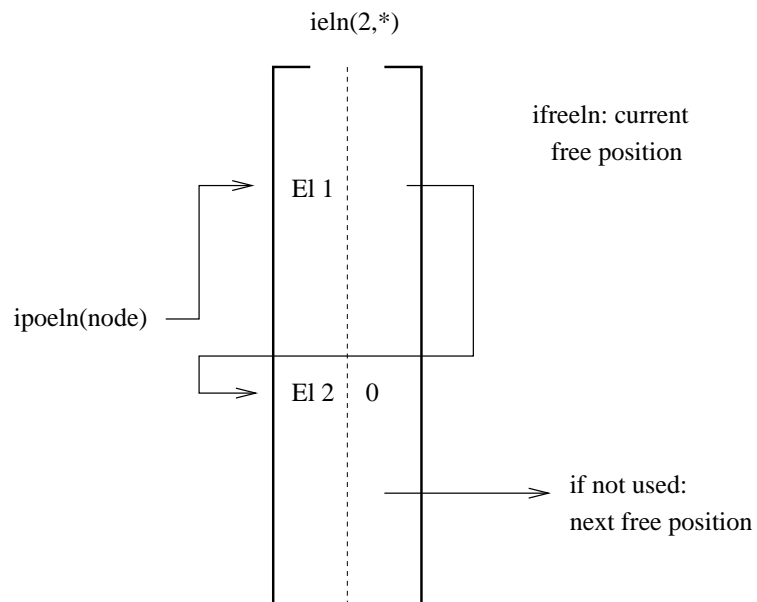 ieln(2,*)
ifreeln: current
free position
El 1
ipoeln(node)
El 2 0
if not used:
next free position